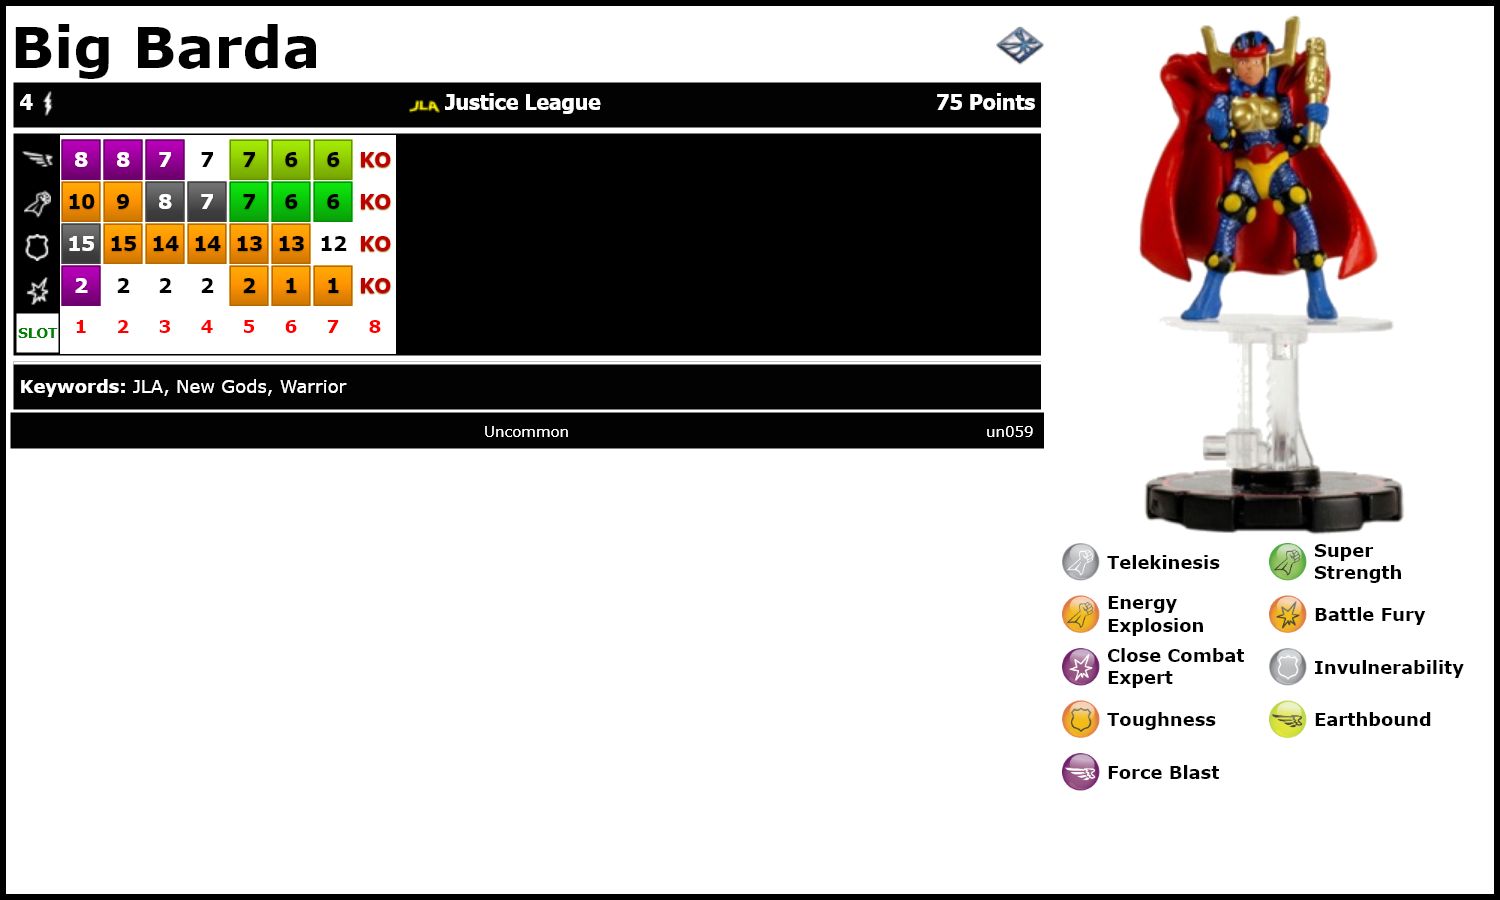 Big Barda
4 JLA Justice League 75 Points
8 8 7 7 7 6 6 KO
10 9 8 7 7 6 6 KO
15 15 14 14 13 13 12 KO
2 2 2 2 2 1 1 KO
SLOT 1 2 3 4 5 6 7 8
Keywords: JLA, New Gods, Warrior
Uncommon un059
Telekinesis
Super
Strength
Energy
Explosion
Battle Fury
Close Combat
Expert
Invulnerability
Toughness
Earthbound
Force Blast